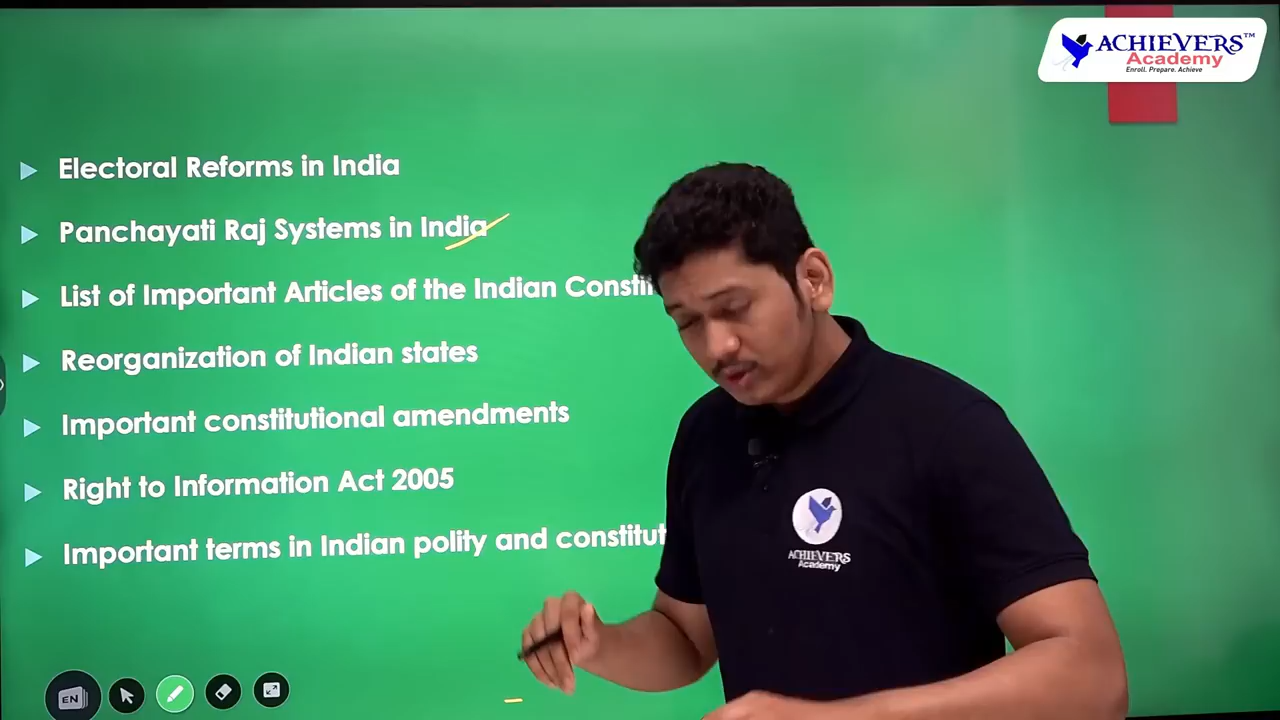 ACHIEVERS™
Academy
Enroll. Prepare. Achieve
Electoral Reforms in India
Panchayati Raj Systems in India
List of Important Articles of the Indian Consti
Reorganization of Indian states
Important constitutional amendments
Right to Information Act 2005
Important terms in Indian polity and constitut
ACHIEVERS
Academy
EN